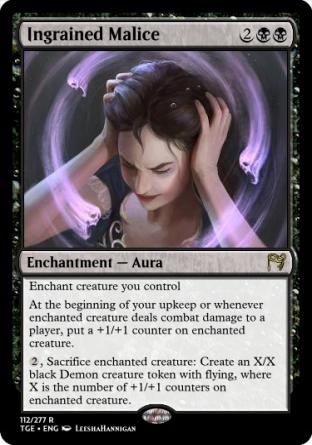 Ingrained Malice 2BB
Enchantment — Aura
Enchant creature you control
At the beginning of your upkeep or whenever
enchanted creature deals combat damage to
a player, put a +1/+1 counter on enchanted
creature.
2, Sacrifice enchanted creature: Create an X/X
black Demon creature token with flying, where
X is the number of +1/+1 counters on
enchanted creature.
112/277 R
TGE • ENG LeeshaHannigan